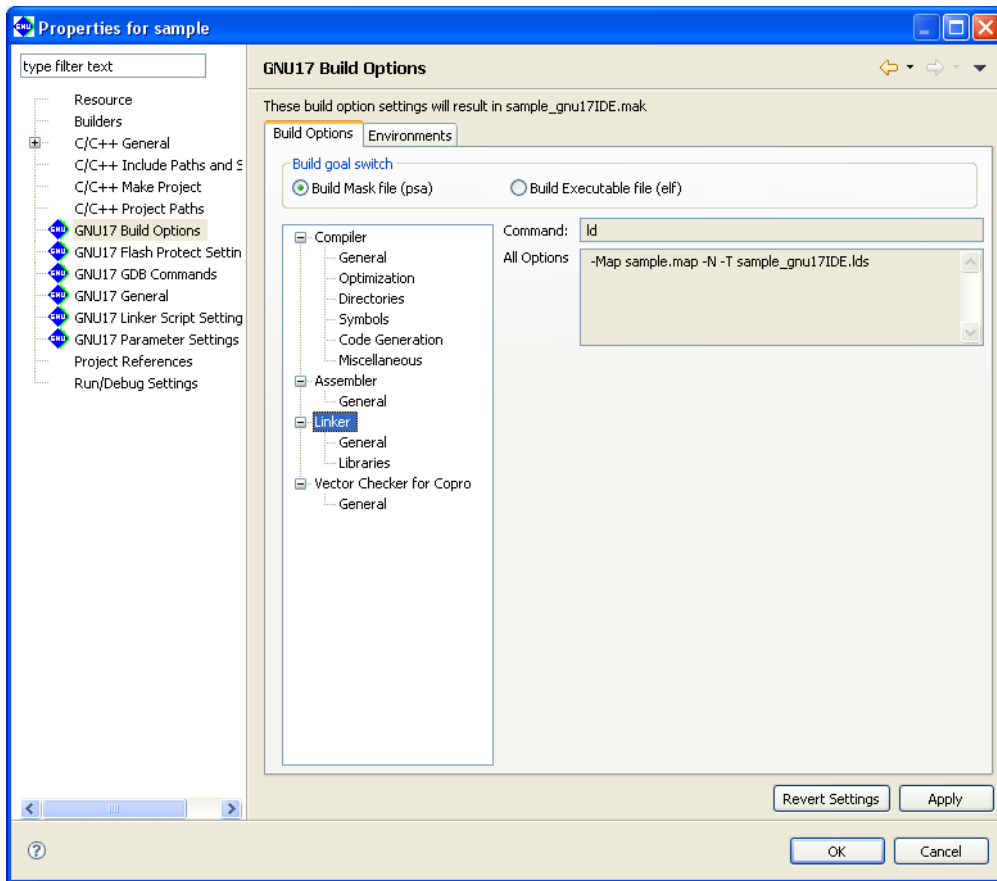 Properties for sample
type filter text
Resource
Builders
C/C++ General
C/C++ Include Paths and S
C/C++ Make Project
C/C++ Project Paths
GNU17 Build Options
GNU17 Flash Protect Settin
GNU17 GDB Commands
GNU17 General
GNU17 Linker Script Setting
GNU17 Parameter Settings
Project References
Run/Debug Settings
GNU17 Build Options
These build option settings will result in sample_gnu17IDE.mak
Build Options
Environments
Build goal switch
Build Mask file (psa)
Build Executable file (elf)
Compiler
General
Optimization
Directories
Symbols
Code Generation
Miscellaneous
Assembler
General
Linker
General
Libraries
Vector Checker for Copro
General
Command: ld
All Options -Map sample.map -N -T sample_gnu17IDE.lds
Revert Settings
Apply
OK
Cancel